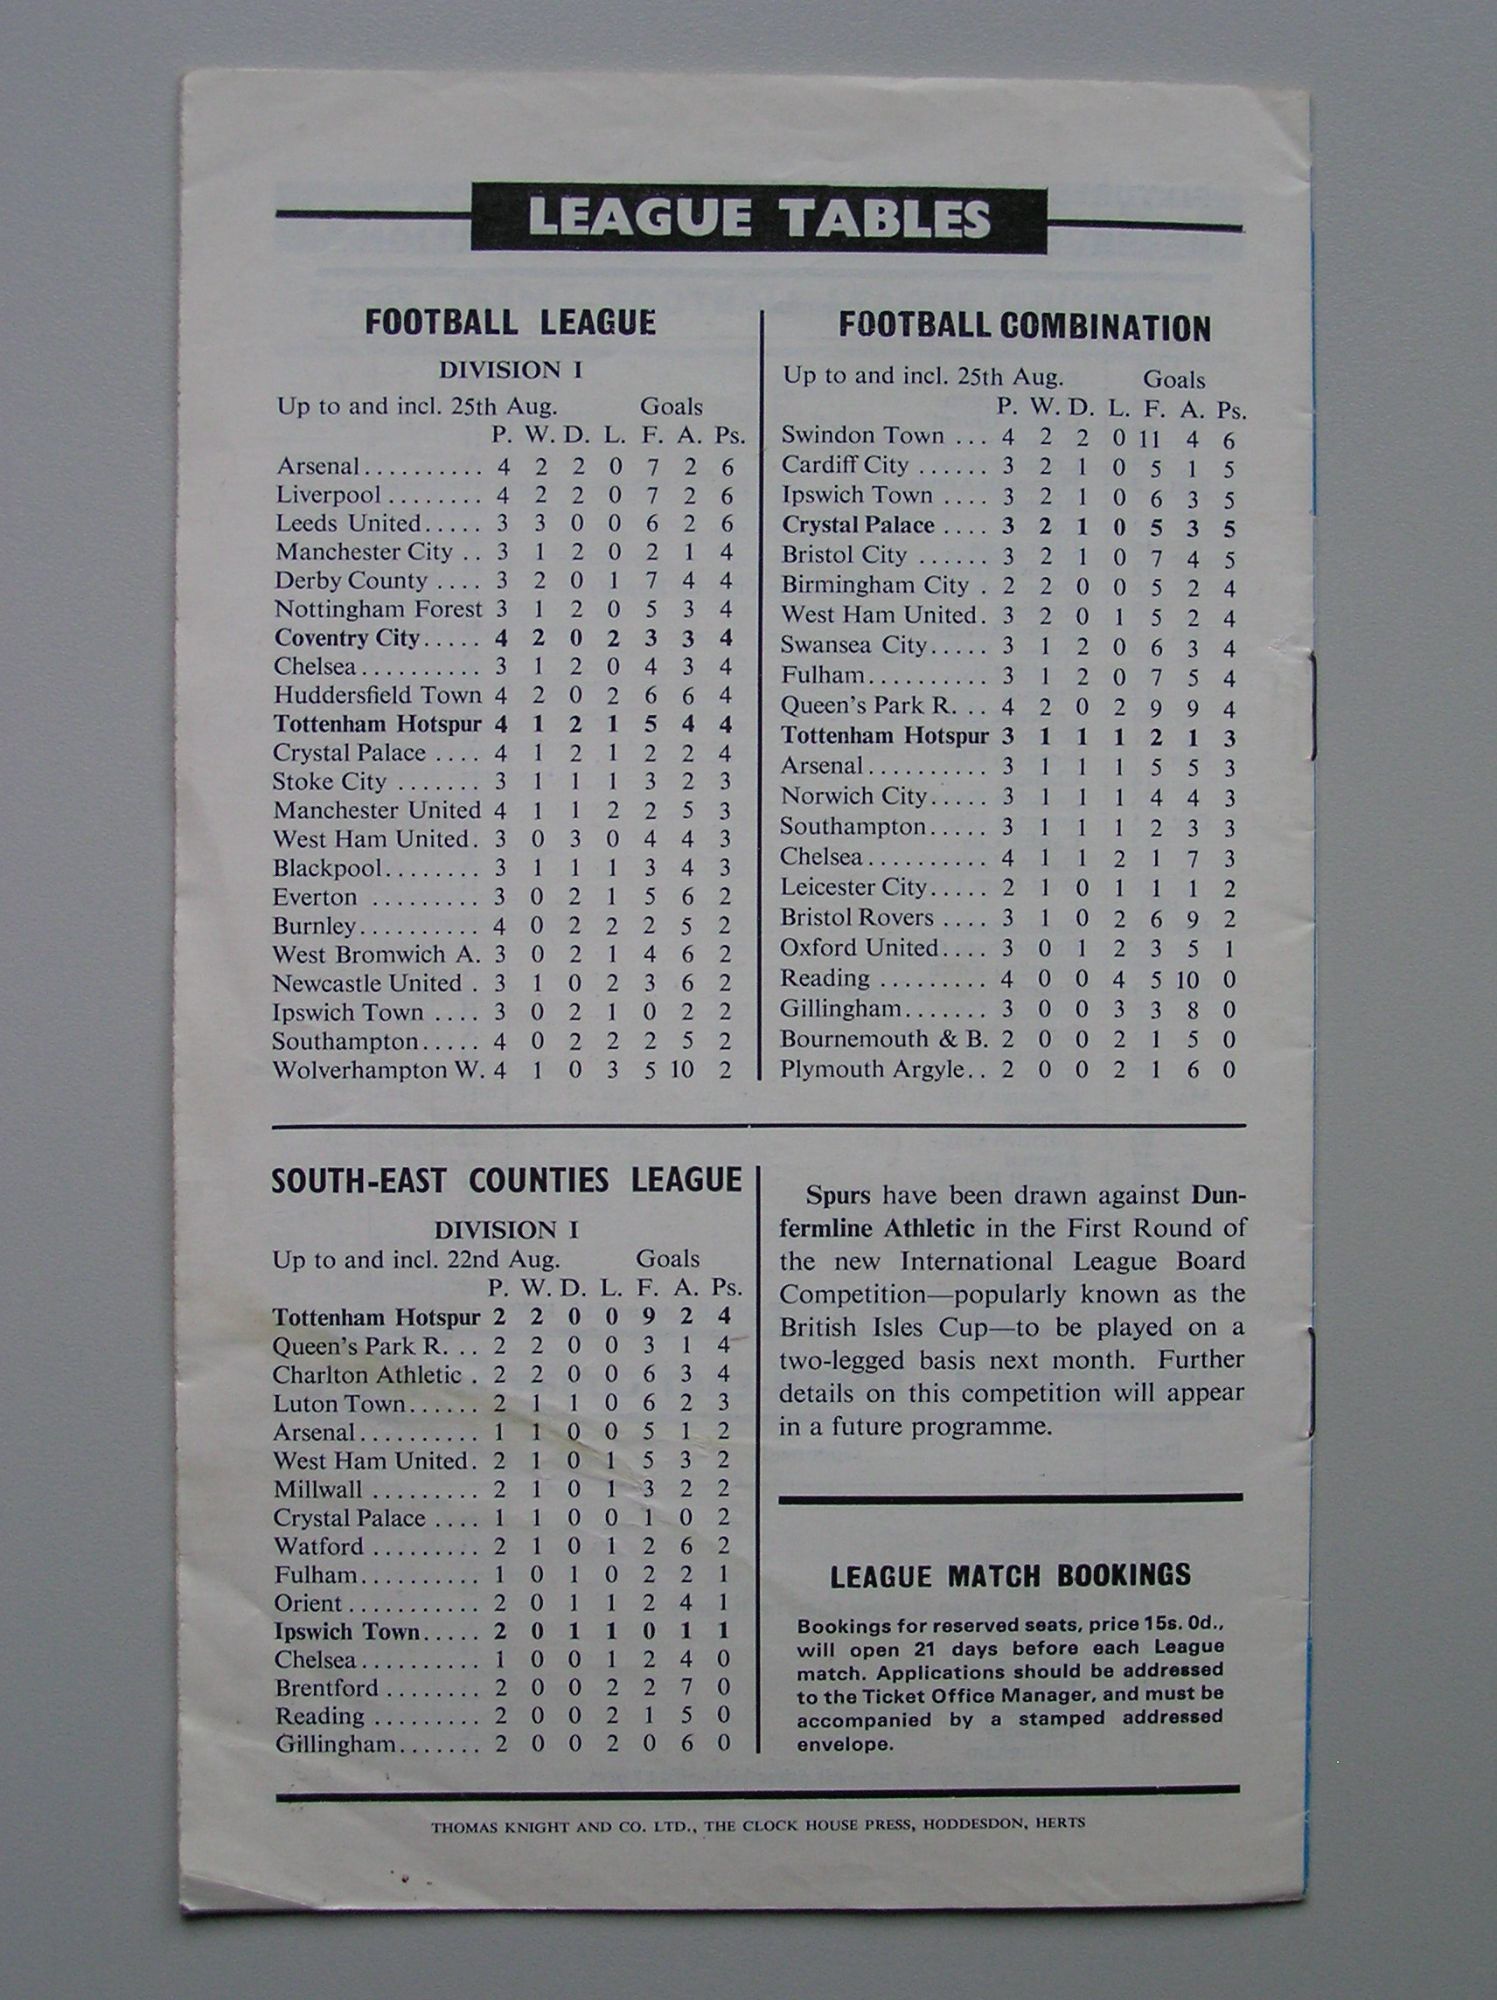 LEAGUE TABLES
FOOTBALL LEAGUE
DIVISION I
Up to and incl. 25th Aug. Goals
P. W. D. L. F. A. Ps.
Arsenal.......... 4 2 2 0 7 2 6
Liverpool ........ 4 2 2 0 7 2 6
Leeds United..... 3 3 0 0 6 2 6
Manchester City .. 3 1 2 0 2 1 4
Derby County .... 3 2 0 1 7 4 4
Nottingham Forest 3 1 2 0 5 3 4
Coventry City..... 4 2 0 2 3 3 4
Chelsea.......... 3 1 2 0 4 3 4
Huddersfield Town 4 2 0 2 6 6 4
Tottenham Hotspur 4 1 2 1 5 4 4
Crystal Palace .... 4 1 2 1 2 2 4
Stoke City ....... 3 1 1 1 3 2 3
Manchester United 4 1 1 2 2 5 3
West Ham United. 3 0 3 0 4 4 3
Blackpool........ 3 1 1 1 3 4 3
Everton ......... 3 0 2 1 5 6 2
Burnley.......... 4 0 2 2 2 5 2
West Bromwich A. 3 0 2 1 4 6 2
Newcastle United . 3 1 0 2 3 6 2
Ipswich Town .... 3 0 2 1 0 2 2
Southampton..... 4 0 2 2 2 5 2
Wolverhampton W. 4 1 0 3 5 10 2
FOOTBALL COMBINATION
Up to and incl. 25th Aug. Goals
P. W. D. L. F. A. Ps.
Swindon Town ... 4 2 2 0 11 4 6
Cardiff City ...... 3 2 1 0 5 1 5
Ipswich Town .... 3 2 1 0 6 3 5
Crystal Palace .... 3 2 1 0 5 3 5
Bristol City ...... 3 2 1 0 7 4 5
Birmingham City . 2 2 0 0 5 2 4
West Ham United. 3 2 0 1 5 2 4
Swansea City..... 3 1 2 0 6 3 4
Fulham.......... 3 1 2 0 7 5 4
Queen's Park R. .. 4 2 0 2 9 9 4
Tottenham Hotspur 3 1 1 1 2 1 3
Arsenal.......... 3 1 1 1 5 5 3
Norwich City..... 3 1 1 1 4 4 3
Southampton..... 3 1 1 1 2 3 3
Chelsea.......... 4 1 1 2 1 7 3
Leicester City..... 2 1 0 1 1 1 2
Bristol Rovers .... 3 1 0 2 6 9 2
Oxford United.... 3 0 1 2 3 5 1
Reading ......... 4 0 0 4 5 10 0
Gillingham....... 3 0 0 3 3 8 0
Bournemouth & B. 2 0 0 2 1 5 0
Plymouth Argyle.. 2 0 0 2 1 6 0
SOUTH-EAST COUNTIES LEAGUE
DIVISION I
Up to and incl. 22nd Aug. Goals
P. W. D. L. F. A. Ps.
Tottenham Hotspur 2 2 0 0 9 2 4
Queen's Park R. .. 2 2 0 0 3 1 4
Charlton Athletic . 2 2 0 0 6 3 4
Luton Town...... 2 1 1 0 6 2 3
Arsenal.......... 1 1 0 0 5 1 2
West Ham United. 2 1 0 1 5 3 2
Millwall ......... 2 1 0 1 3 2 2
Crystal Palace .... 1 1 0 0 1 0 2
Watford ......... 2 1 0 1 2 6 2
Fulham.......... 1 0 1 0 2 2 1
Orient ........... 2 0 1 1 2 4 1
Ipswich Town..... 2 0 1 1 0 1 1
Chelsea.......... 1 0 0 1 2 4 0
Brentford ........ 2 0 0 2 2 7 0
Reading ......... 2 0 0 2 1 5 0
Gillingham....... 2 0 0 2 0 6 0
Spurs have been drawn against Dun-
fermline Athletic in the First Round of
the new International League Board
Competition—popularly known as the
British Isles Cup—to be played on a
two-legged basis next month. Further
details on this competition will appear
in a future programme.
LEAGUE MATCH BOOKINGS
Bookings for reserved seats, price 15s. 0d.,
will open 21 days before each League
match. Applications should be addressed
to the Ticket Office Manager, and must be
accompanied by a stamped addressed
envelope.
THOMAS KNIGHT AND CO. LTD., THE CLOCK HOUSE PRESS, HODDESDON, HERTS